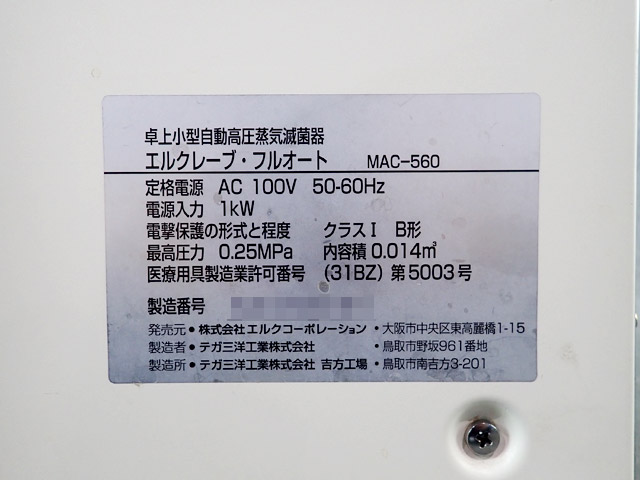 卓上小型自動高圧蒸気滅菌器
エルクレーブ・フルオート MAC-560
定格電源 AC 100V 50-60Hz
電源入力 1kW
電撃保護の形式と程度 クラスI B形
最高圧力 0.25MPa 内容積 0.014㎥
医療用具製造業許可番号 (31BZ) 第5003号
製造番号
発売元・株式会社エルクコーポレーション・大阪市中央区東高麗橋1-15
製造者・テガ三洋工業株式会社・鳥取市野坂961番地
製造所・テガ三洋工業株式会社 吉方工場・鳥取市南吉方3-201